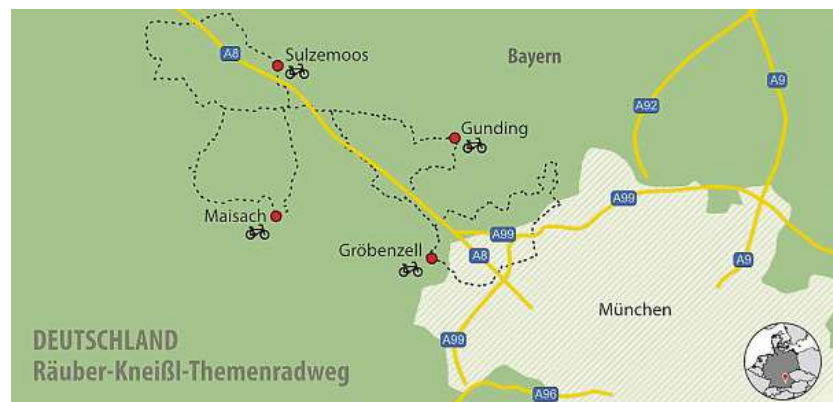 A8
Sulzemoos
Bayern
A9
A92
Gunding
Maisach
A99
A99
Gröbenzell
A8
A9
München
A99
DEUTSCHLAND
Räuber-Kneißl-Themenradweg
A96